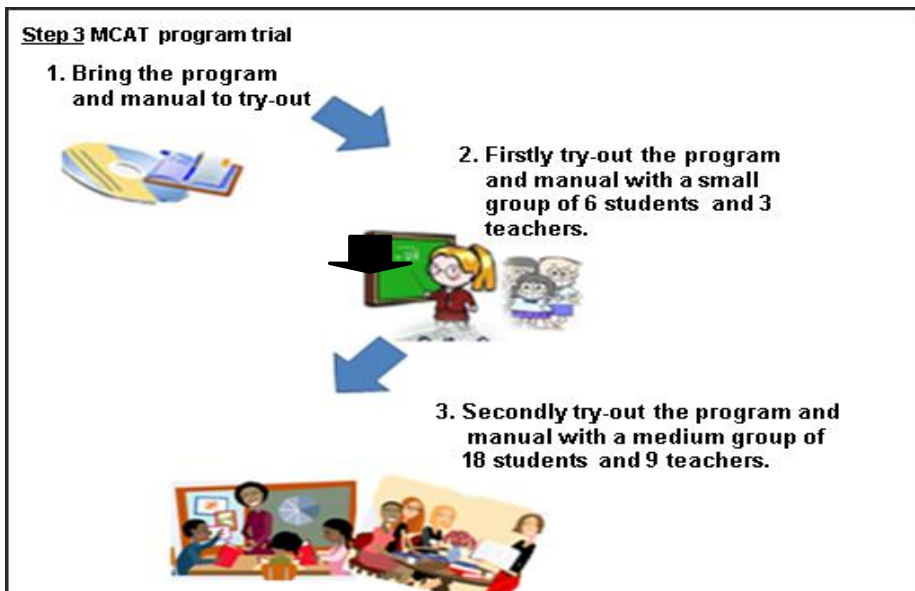 Step 3 MCAT program trial
1. Bring the program
and manual to try-out
2. Firstly try-out the program
and manual with a small
group of 6 students and 3
teachers.
3. Secondly try-out the program and
manual with a medium group of
18 students and 9 teachers.